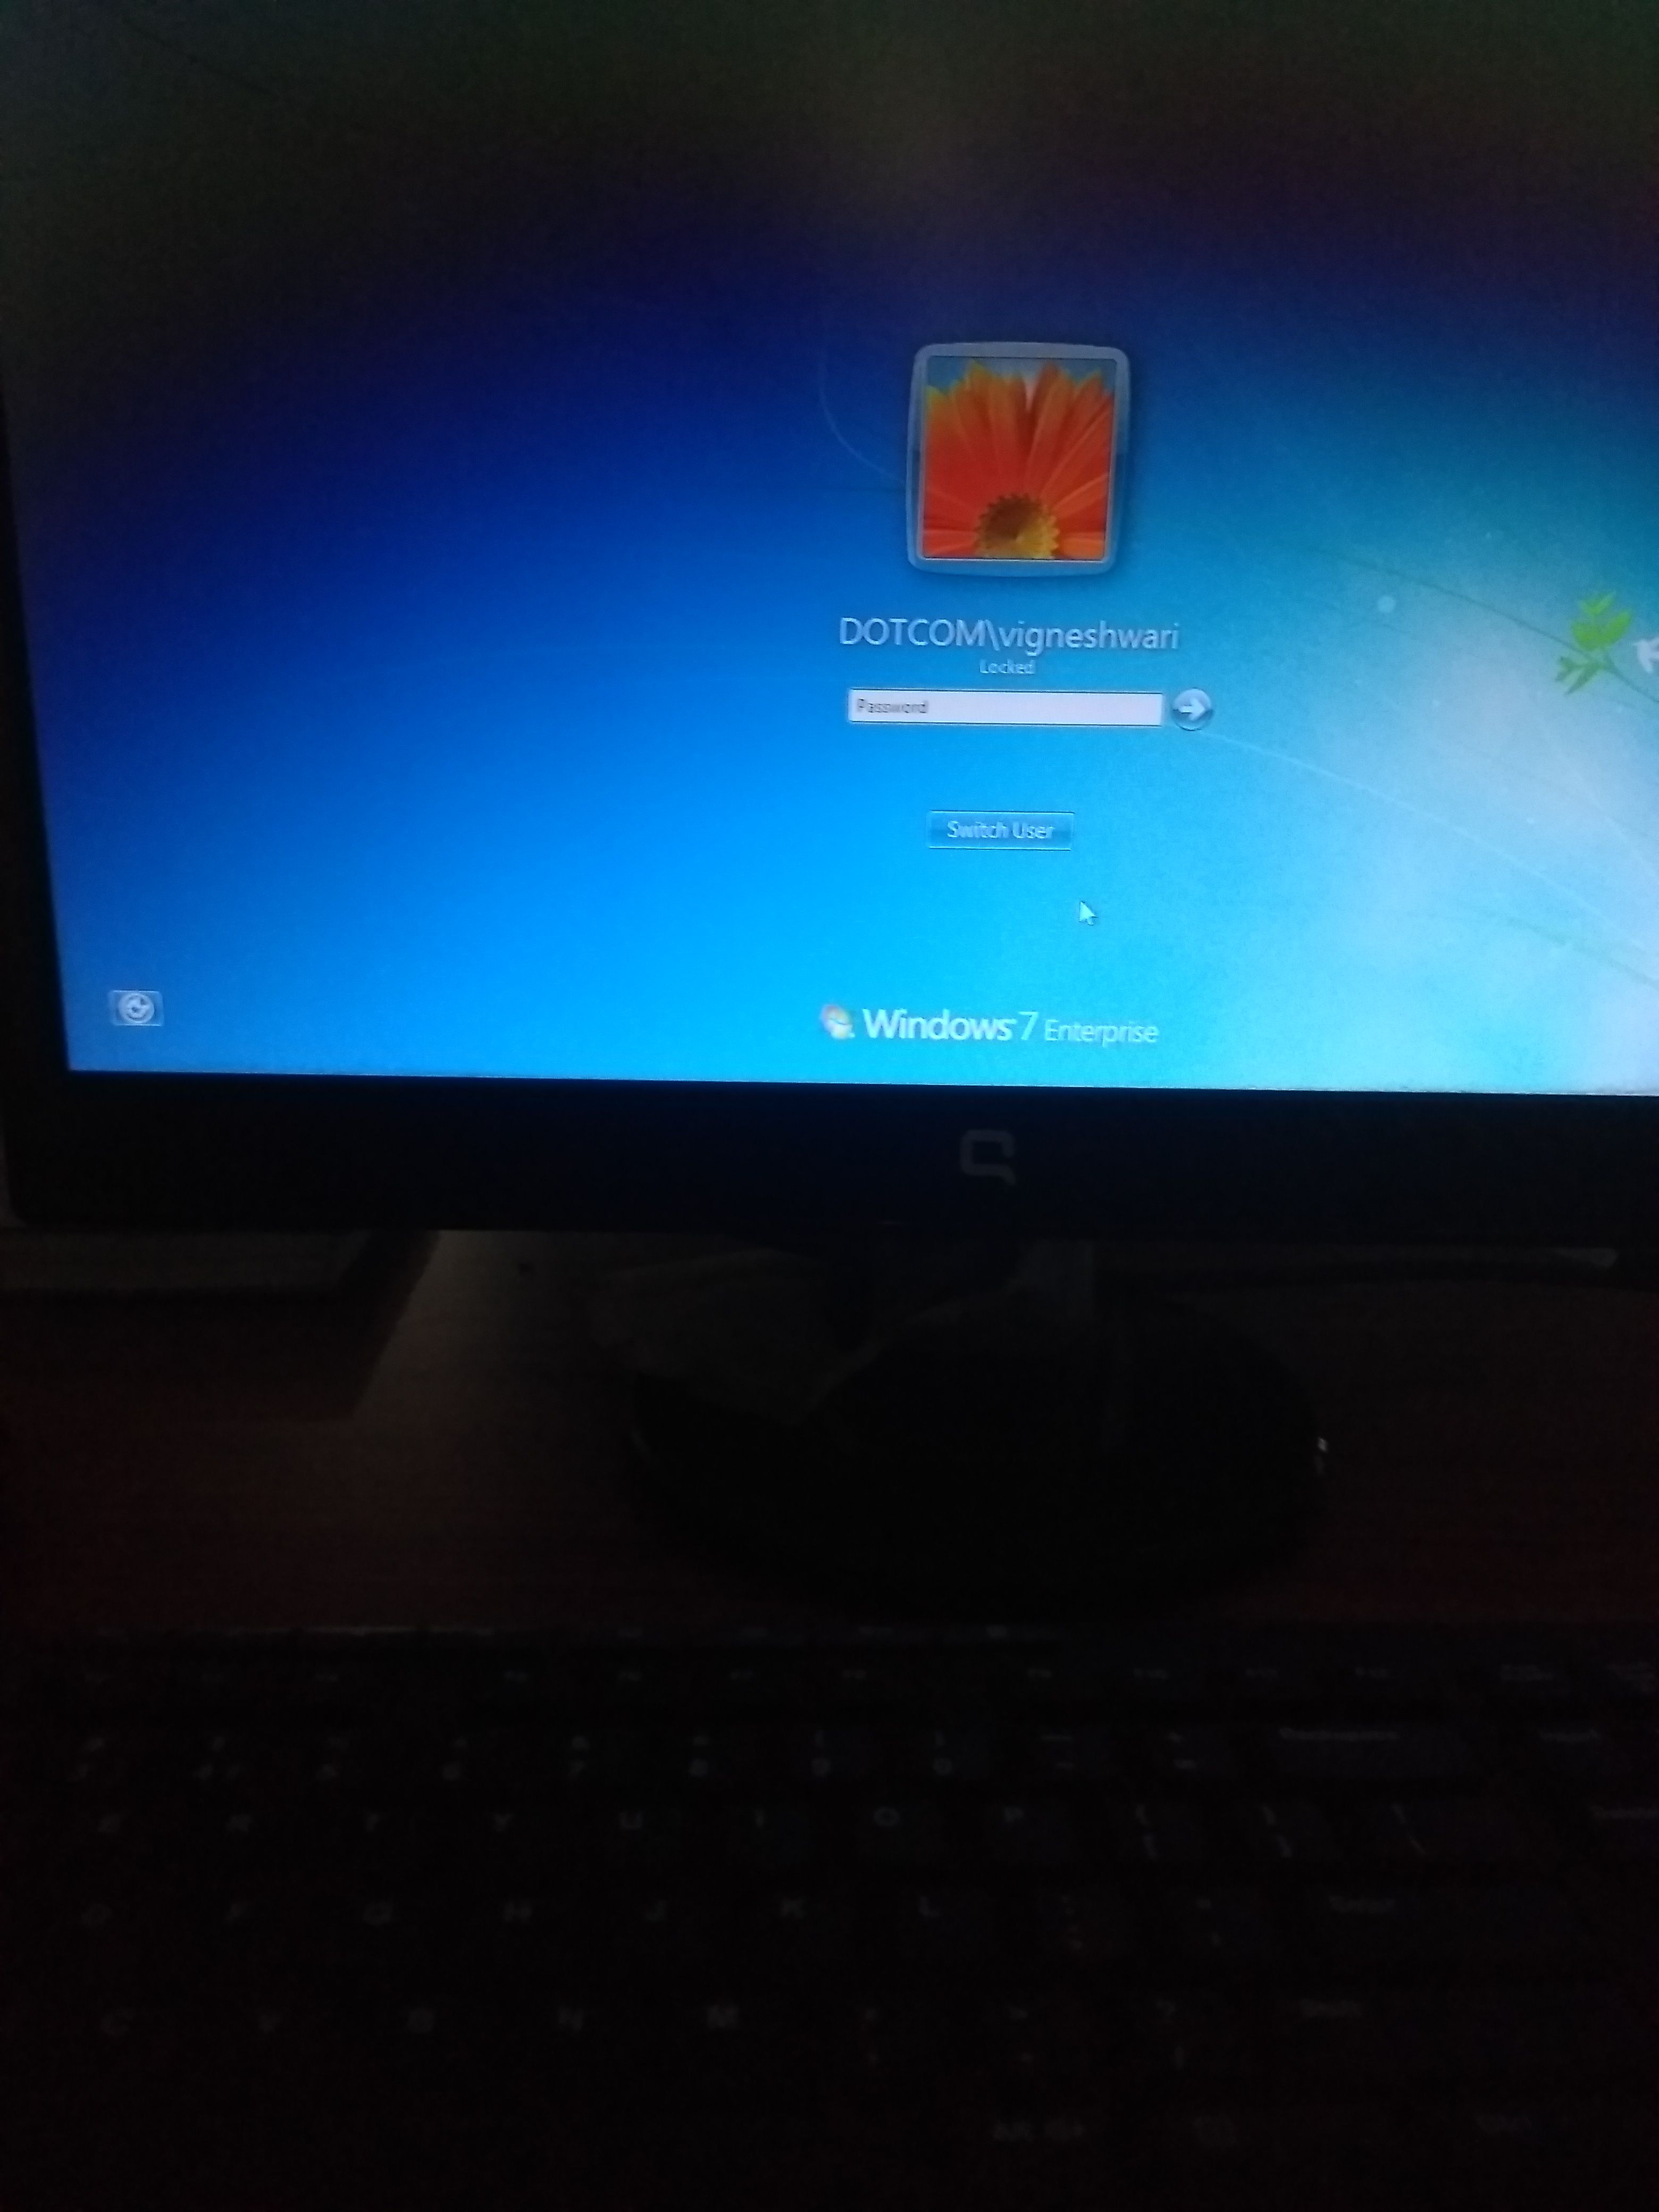 DOTCOM\vigneshwari
Locked
Password
Switch User
Windows 7 Enterprise
E R T Y U I O P
D F G H J K L
C V B N M